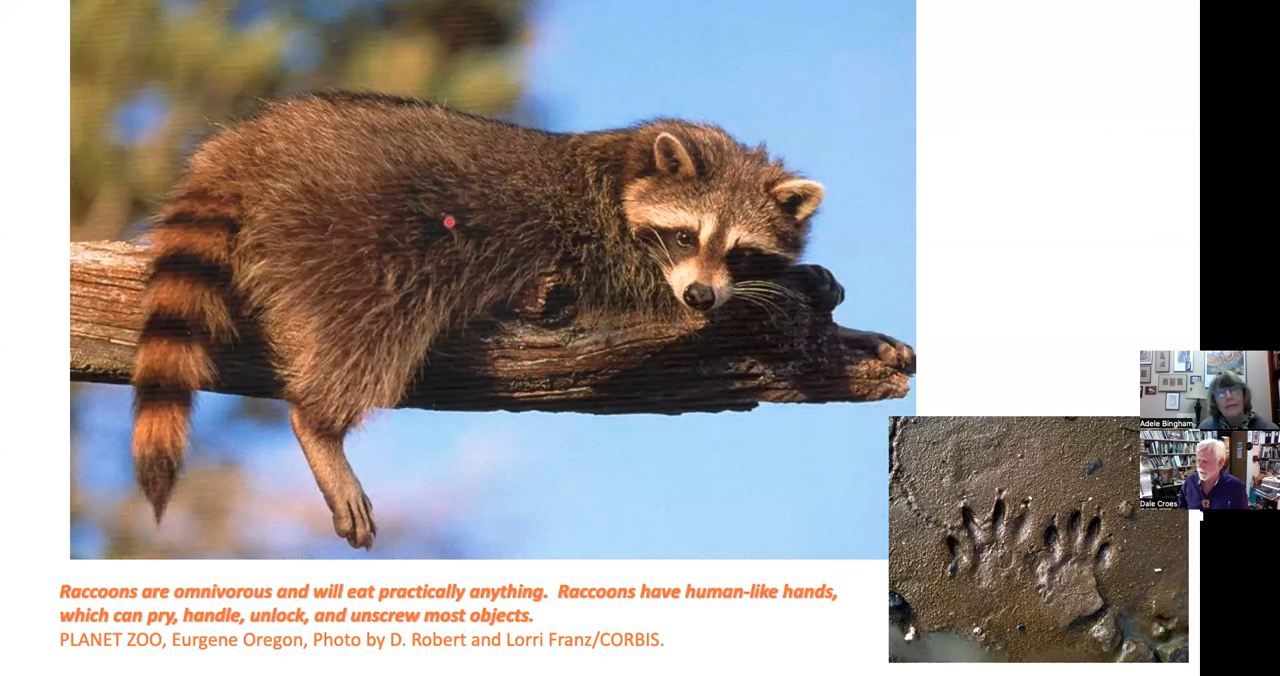 Adele Bingham
Dale Croes
Raccoons are omnivorous and will eat practically anything.  Raccoons have human-like hands,
which can pry, handle, unlock, and unscrew most objects.
PLANET ZOO, Eurgene Oregon, Photo by D. Robert and Lorri Franz/CORBIS.